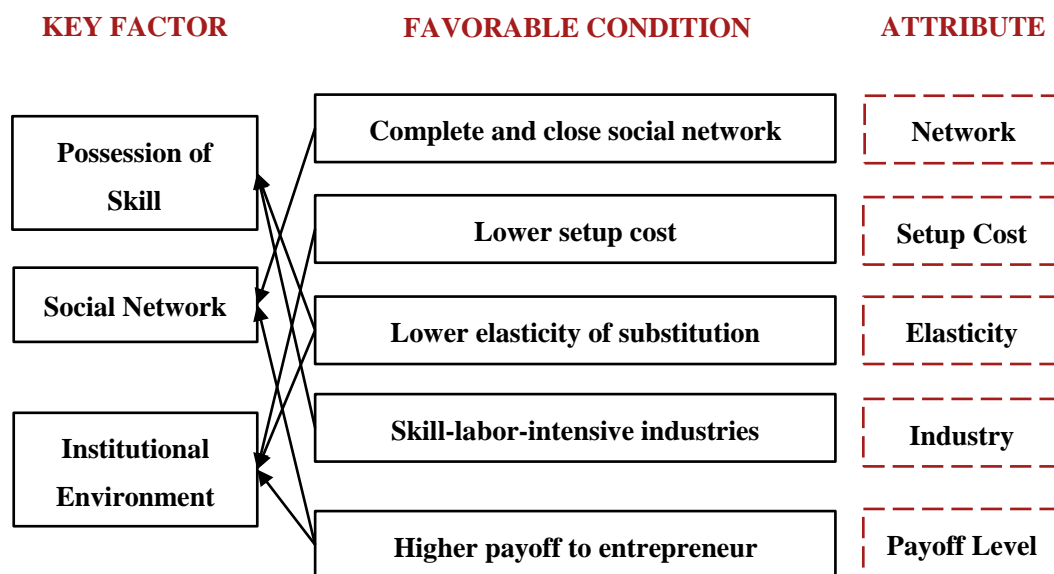 KEY FACTOR
FAVORABLE CONDITION
ATTRIBUTE
Possession of
Skill
Social Network
Institutional
Environment
Complete and close social network
Lower setup cost
Lower elasticity of substitution
Skill-labor-intensive industries
Higher payoff to entrepreneur
Network
Setup Cost
Elasticity
Industry
Payoff Level